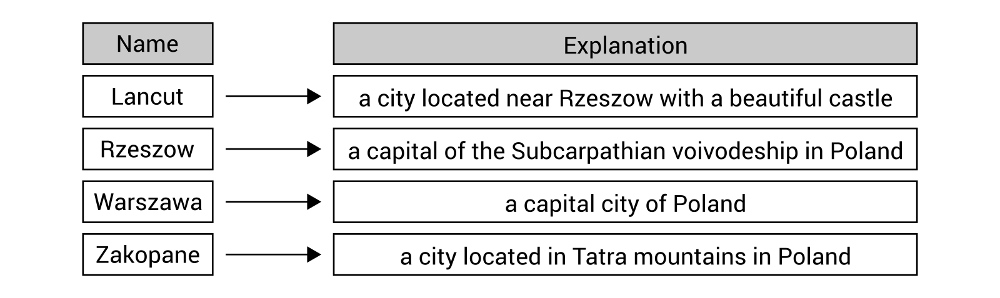 Name Explanation
Lancut a city located near Rzeszow with a beautiful castle
Rzeszow a capital of the Subcarpathian voivodeship in Poland
Warszawa a capital city of Poland
Zakopane a city located in Tatra mountains in Poland